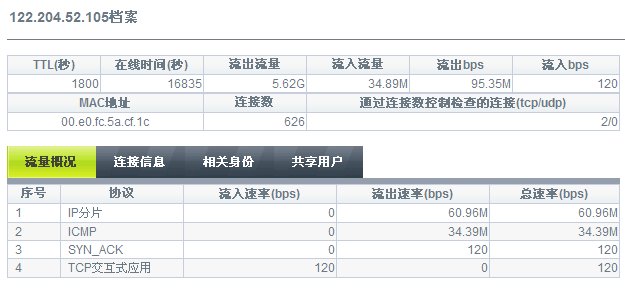 122.204.52.105档案
TTL(秒) 在线时间(秒) 流出流量 流入流量 流出bps 流入bps
1800 16835 5.62G 34.89M 95.35M 120
MAC地址 连接数 通过连接数控制检查的连接(tcp/udp)
00.e0.fc.5a.cf.1c 626 2/0
流量概况 连接信息 相关身份 共享用户
序号 协议 流入速率(bps) 流出速率(bps) 总速率(bps)
1 IP分片 0 60.96M 60.96M
2 ICMP 0 34.39M 34.39M
3 SYN_ACK 0 120 120
4 TCP交互式应用 120 0 120